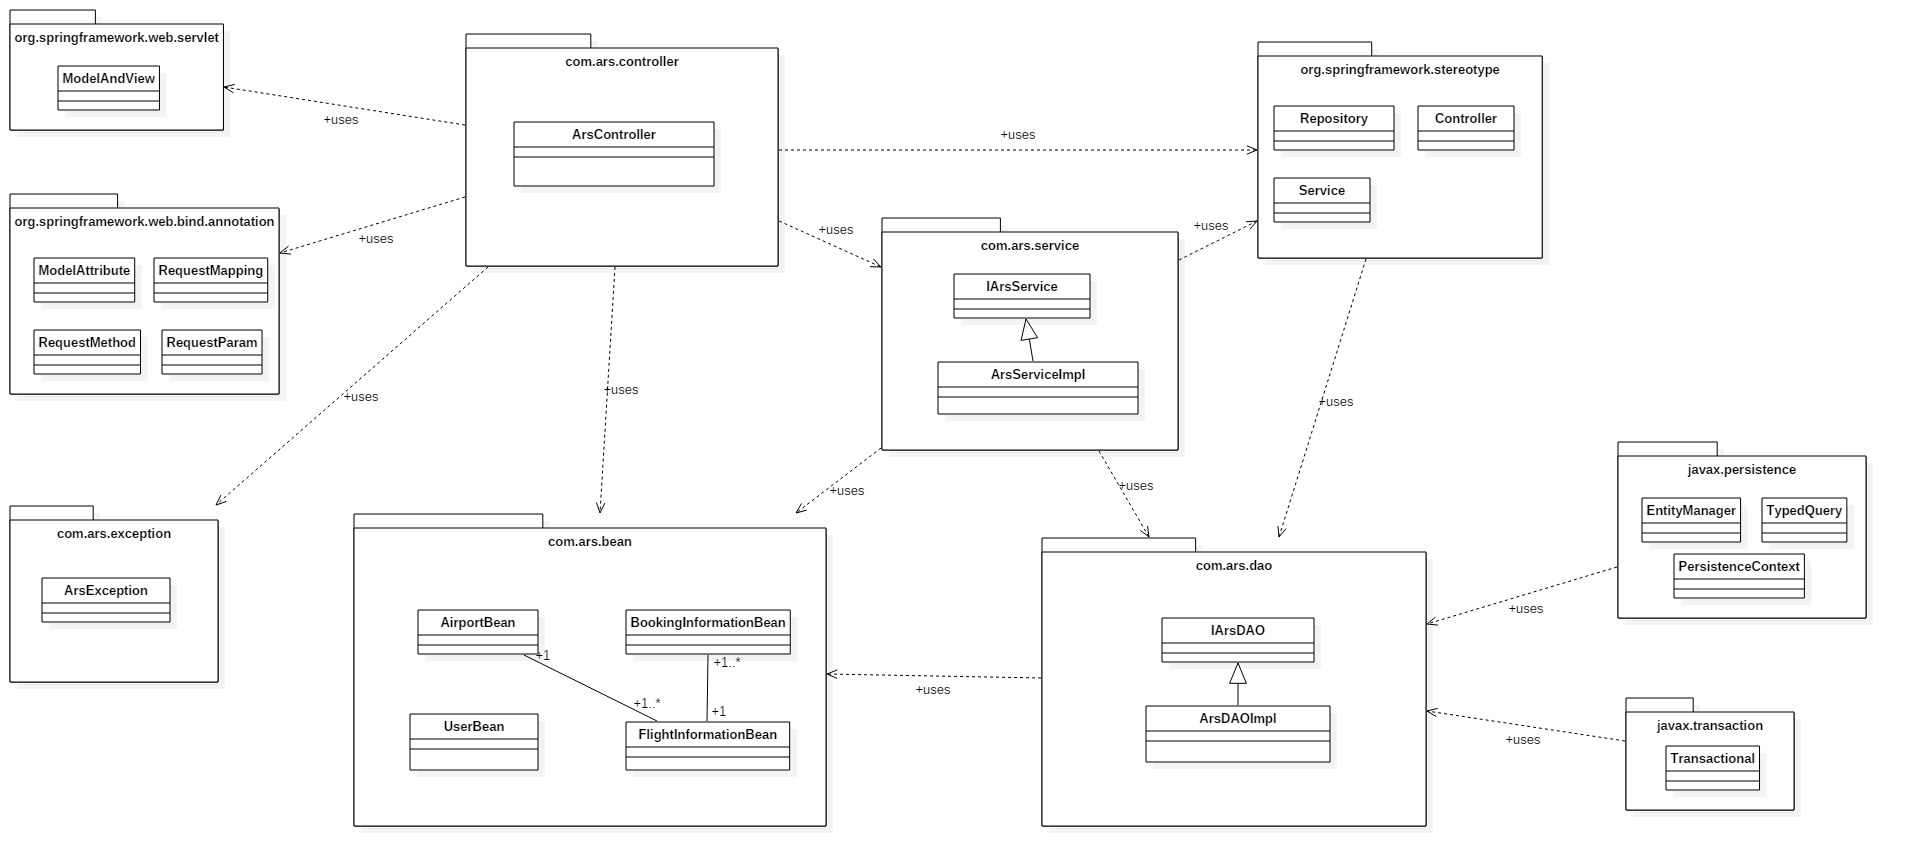 org.springframework.web.servlet
ModelAndView
+uses
com.ars.controller
ArsController
+uses
org.springframework.stereotype
Repository
Controller
Service
org.springframework.web.bind.annotation
ModelAttribute
RequestMapping
RequestMethod
RequestParam
+uses
+uses
+uses
com.ars.service
IArsService
ArsServiceImpl
+uses
+uses
+uses
+uses
+uses
javax.persistence
EntityManager
TypedQuery
PersistenceContext
+uses
com.ars.exception
ArsException
com.ars.bean
AirportBean
BookingInformationBean
+1
+1..*
+1..*
+1
UserBean
FlightInformationBean
+uses
com.ars.dao
IArsDAO
ArsDAOImpl
+uses
javax.transaction
Transactional